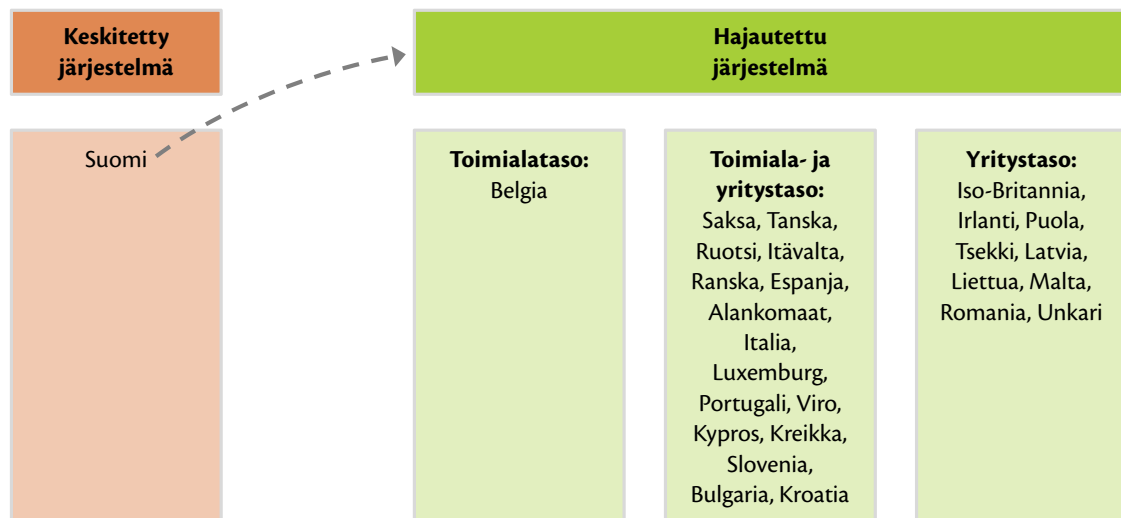 Keskitetty
järjestelmä
Hajautettu
järjestelmä
Suomi
Toimialataso:
Belgia
Toimiala- ja
yritystaso:
Saksa, Tanska,
Ruotsi, Itävalta,
Ranska, Espanja,
Alankomaat,
Italia,
Luxemburg,
Portugali, Viro,
Kypros, Kreikka,
Slovenia,
Bulgaria, Kroatia
Yritystaso:
Iso-Britannia,
Irlanti, Puola,
Tsekki, Latvia,
Liettua, Malta,
Romania, Unkari